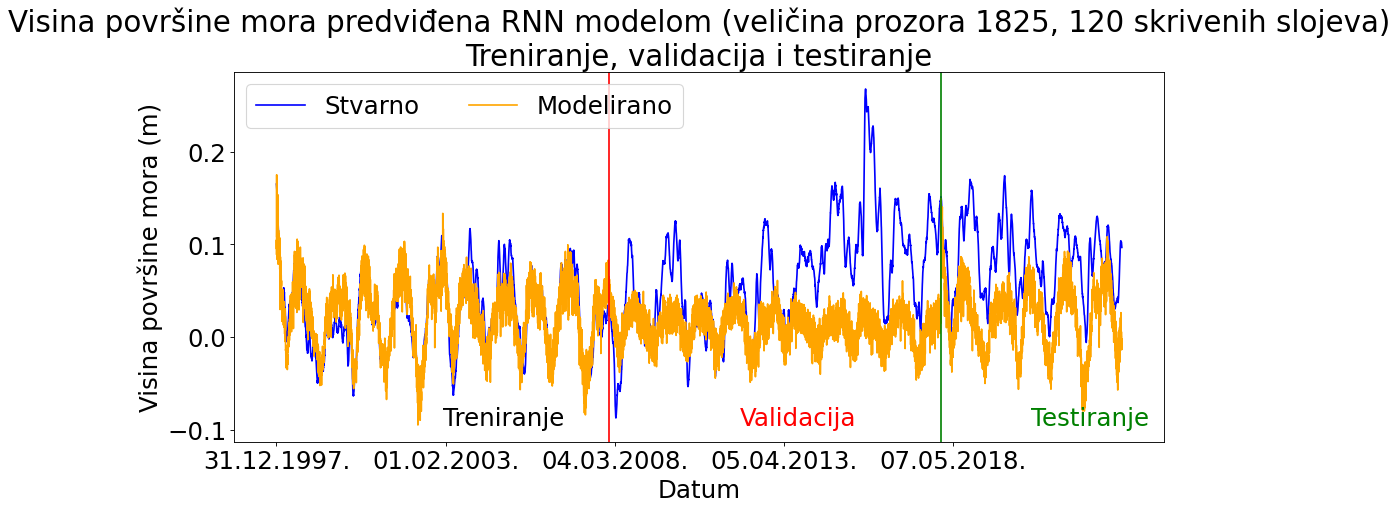 Visina površine mora predviđena RNN modelom (veličina prozora 1825, 120 skrivenih slojeva)
Treniranje, validacija i testiranje
Stvarno
Modelirano
Visina površine mora (m)
0.2
0.1
0.0
−0.1
Treniranje
Validacija
Testiranje
31.12.1997.
01.02.2003.
04.03.2008.
05.04.2013.
07.05.2018.
Datum